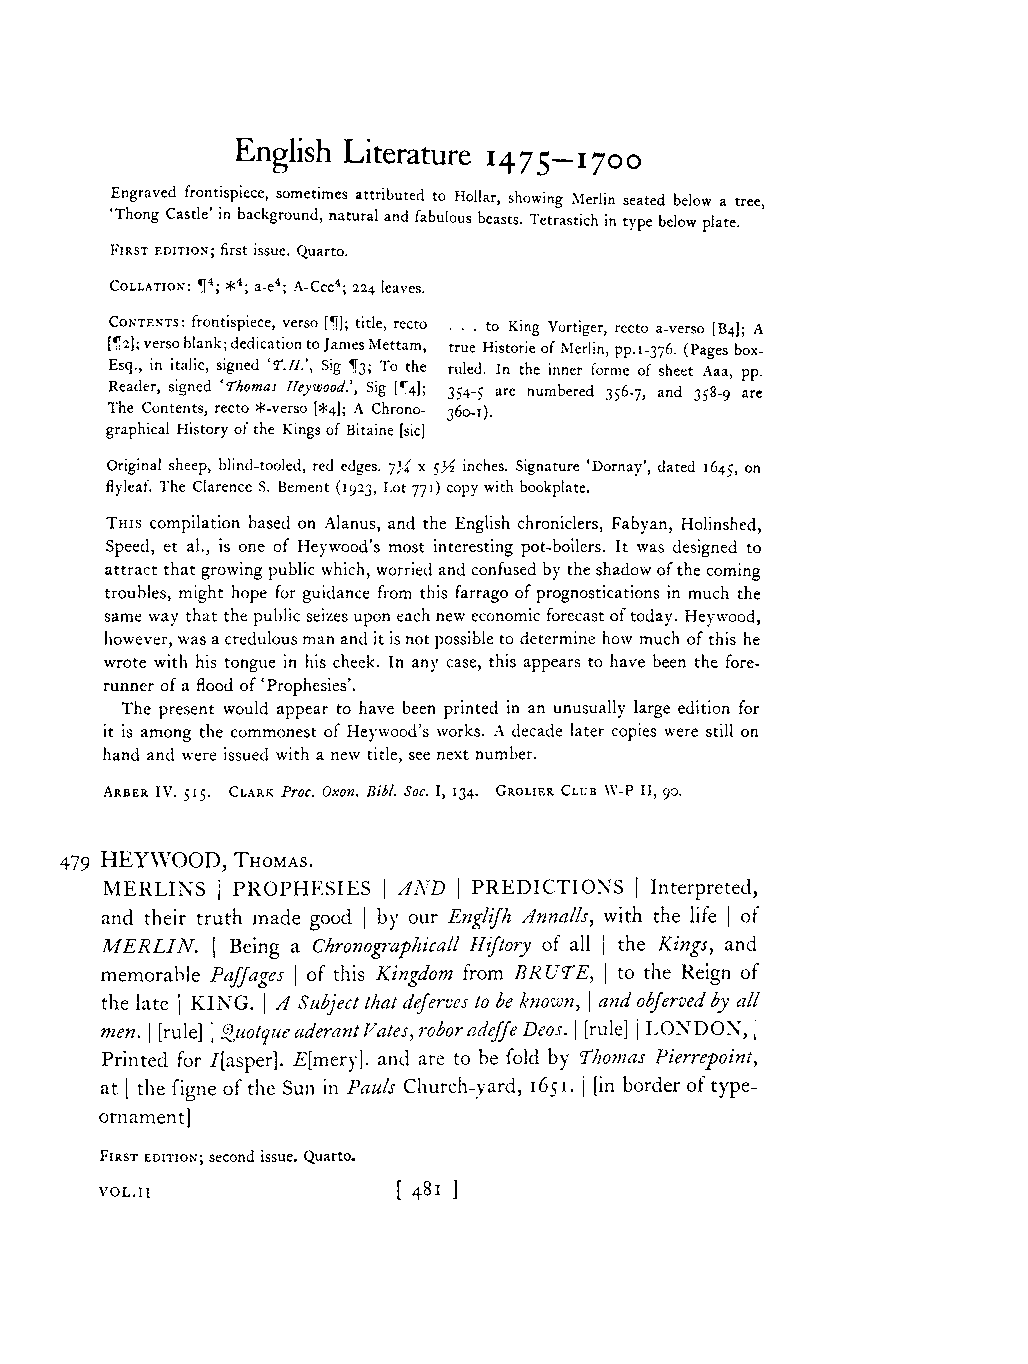 English Literature 1475–1700
Engraved frontispiece, sometimes attributed to Hollar, showing Merlin seated below a tree,
'Thong Castle' in background, natural and fabulous beasts. Tetrastich in type below plate.
FIRST EDITION; first issue. Quarto.
COLLATION: ¶⁴; *⁴; a-e⁴; A-Ccc⁴; 224 leaves.
CONTENTS: frontispiece, verso [¶]; title, recto
[¶2]; verso blank; dedication to James Mettam,
Esq., in italic, signed 'T.H.', Sig ¶3; To the
Reader, signed 'Thomas Heywood.', Sig [¶4];
The Contents, recto *-verso [*4]; A Chrono-
graphical History of the Kings of Bitaine [sic]
. . . to King Vortiger, recto a-verso [B4]; A
true Historie of Merlin, pp.1-376. (Pages box-
ruled. In the inner forme of sheet Aaa, pp.
354-5 are numbered 356-7, and 358-9 are
360-1).
Original sheep, blind-tooled, red edges. 7¼ x 5½ inches. Signature 'Dornay', dated 1645, on
flyleaf. The Clarence S. Bement (1923, Lot 771) copy with bookplate.
THIS compilation based on Alanus, and the English chroniclers, Fabyan, Holinshed,
Speed, et al., is one of Heywood's most interesting pot-boilers. It was designed to
attract that growing public which, worried and confused by the shadow of the coming
troubles, might hope for guidance from this farrago of prognostications in much the
same way that the public seizes upon each new economic forecast of today. Heywood,
however, was a credulous man and it is not possible to determine how much of this he
wrote with his tongue in his cheek. In any case, this appears to have been the fore-
runner of a flood of 'Prophesies'.
The present would appear to have been printed in an unusually large edition for
it is among the commonest of Heywood's works. A decade later copies were still on
hand and were issued with a new title, see next number.
ARBER IV. 515. CLARK Proc. Oxon. Bibl. Soc. I, 134. GROLIER CLUB W-P II, 90.
479 HEYWOOD, THOMAS.
MERLINS | PROPHESIES | AND | PREDICTIONS | Interpreted,
and their truth made good | by our Engliſh Annalls, with the life | of
MERLIN. | Being a Chronographicall Hiſtory of all | the Kings, and
memorable Paſſages | of this Kingdom from BRUTE, | to the Reign of
the late | KING. | A Subject that deſerves to be known, | and obſerved by all
men. | [rule] | Quotque aderant Vates, robor adeſſe Deos. | [rule] | LONDON, |
Printed for I[asper]. E[mery]. and are to be ſold by Thomas Pierrepoint,
at | the ſigne of the Sun in Pauls Church-yard, 1651. | [in border of type-
ornament]
FIRST EDITION; second issue. Quarto.
VOL.II [ 481 ]